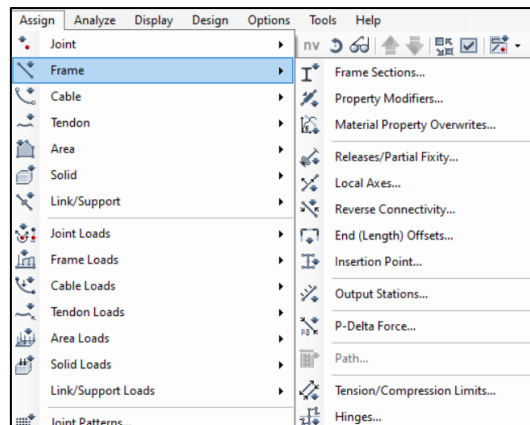 Assign Analyze Display Design Options Tools Help
Joint
Frame
Cable
Tendon
Area
Solid
Link/Support
Joint Loads
Frame Loads
Cable Loads
Tendon Loads
Area Loads
Solid Loads
Link/Support Loads
Joint Patterns...
nv
Frame Sections...
Property Modifiers...
Material Property Overwrites...
Releases/Partial Fixity...
Local Axes...
Reverse Connectivity...
End (Length) Offsets...
Insertion Point...
Output Stations...
P-Delta Force...
Path...
Tension/Compression Limits...
Hinges...